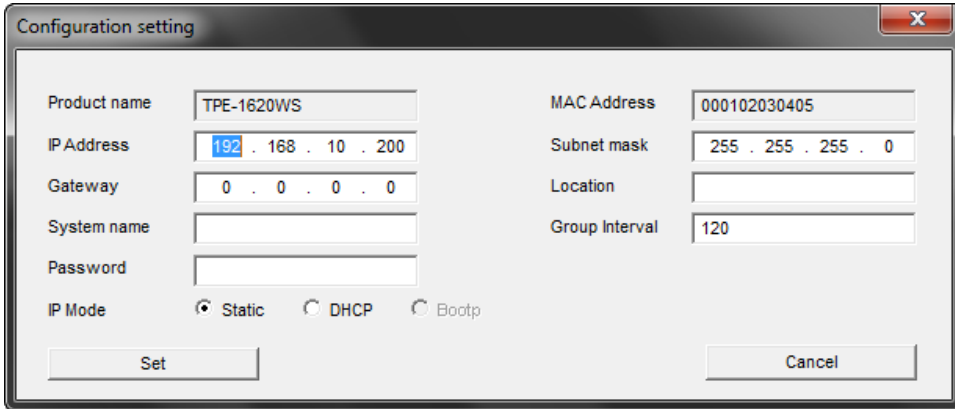 Configuration setting
Product name TPE-1620WS MAC Address 000102030405
IP Address 192 . 168 . 10 . 200 Subnet mask 255 . 255 . 255 . 0
Gateway 0 . 0 . 0 . 0 Location
System name Group Interval 120
Password
IP Mode Static DHCP Bootp
Set Cancel